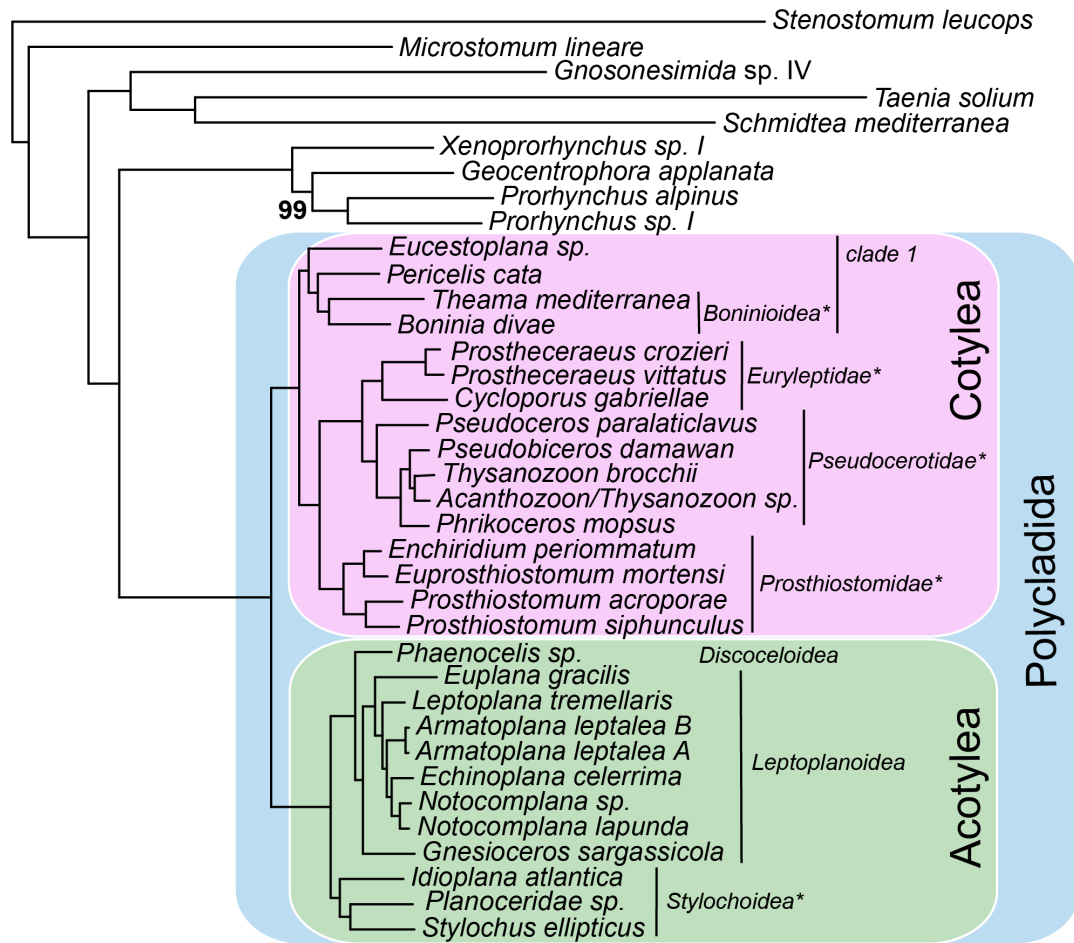 Stenostomum leucops
Microstomum lineare
Gnosonesimida sp. IV
Taenia solium
Schmidtea mediterranea
Xenoprorhynchus sp. I
Geocentrophora applanata
Prorhynchus alpinus
99
Prorhynchus sp. I
Eucestoplana sp.
clade 1
Pericelis cata
Theama mediterranea
Boninioidea*
Boninia divae
Prostheceraeus crozieri
Prostheceraeus vittatus
Euryleptidae*
Cycloporus gabriellae
Pseudoceros paralaticlavus
Pseudobiceros damawan
Pseudocerotidae*
Thysanozoon brocchii
Acanthozoon/Thysanozoon sp.
Phrikoceros mopsus
Enchiridium periommatum
Euprosthiostomum mortensi
Prosthiostomidae*
Prosthiostomum acroporae
Prosthiostomum siphunculus
Cotylea
Polycladida
Phaenocelis sp.
Discoceloidea
Euplana gracilis
Leptoplana tremellaris
Armatoplana leptalea B
Armatoplana leptalea A
Leptoplanoidea
Echinoplana celerrima
Notocomplana sp.
Notocomplana lapunda
Gnesioceros sargassicola
Idioplana atlantica
Planoceridae sp.
Stylochoidea*
Stylochus ellipticus
Acotylea